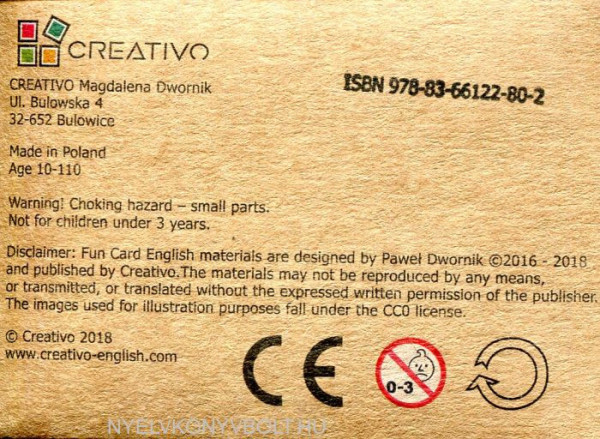 CREATIVO
ISBN 978-83-66122-80-2
CREATIVO Magdalena Dwornik
Ul. Bulowska 4
32-652 Bulowice
Made in Poland
Age 10-110
Warning! Choking hazard – small parts.
Not for children under 3 years.
Disclaimer: Fun Card English materials are designed by Paweł Dwornik ©2016 - 2018
and published by Creativo.The materials may not be reproduced by any means,
or transmitted, or translated without the expressed written permission of the publisher.
The images used for illustration purposes fall under the CC0 license.
© Creativo 2018
www.creativo-english.com
CE
0-3
NYELVKONYVBOLT.HU